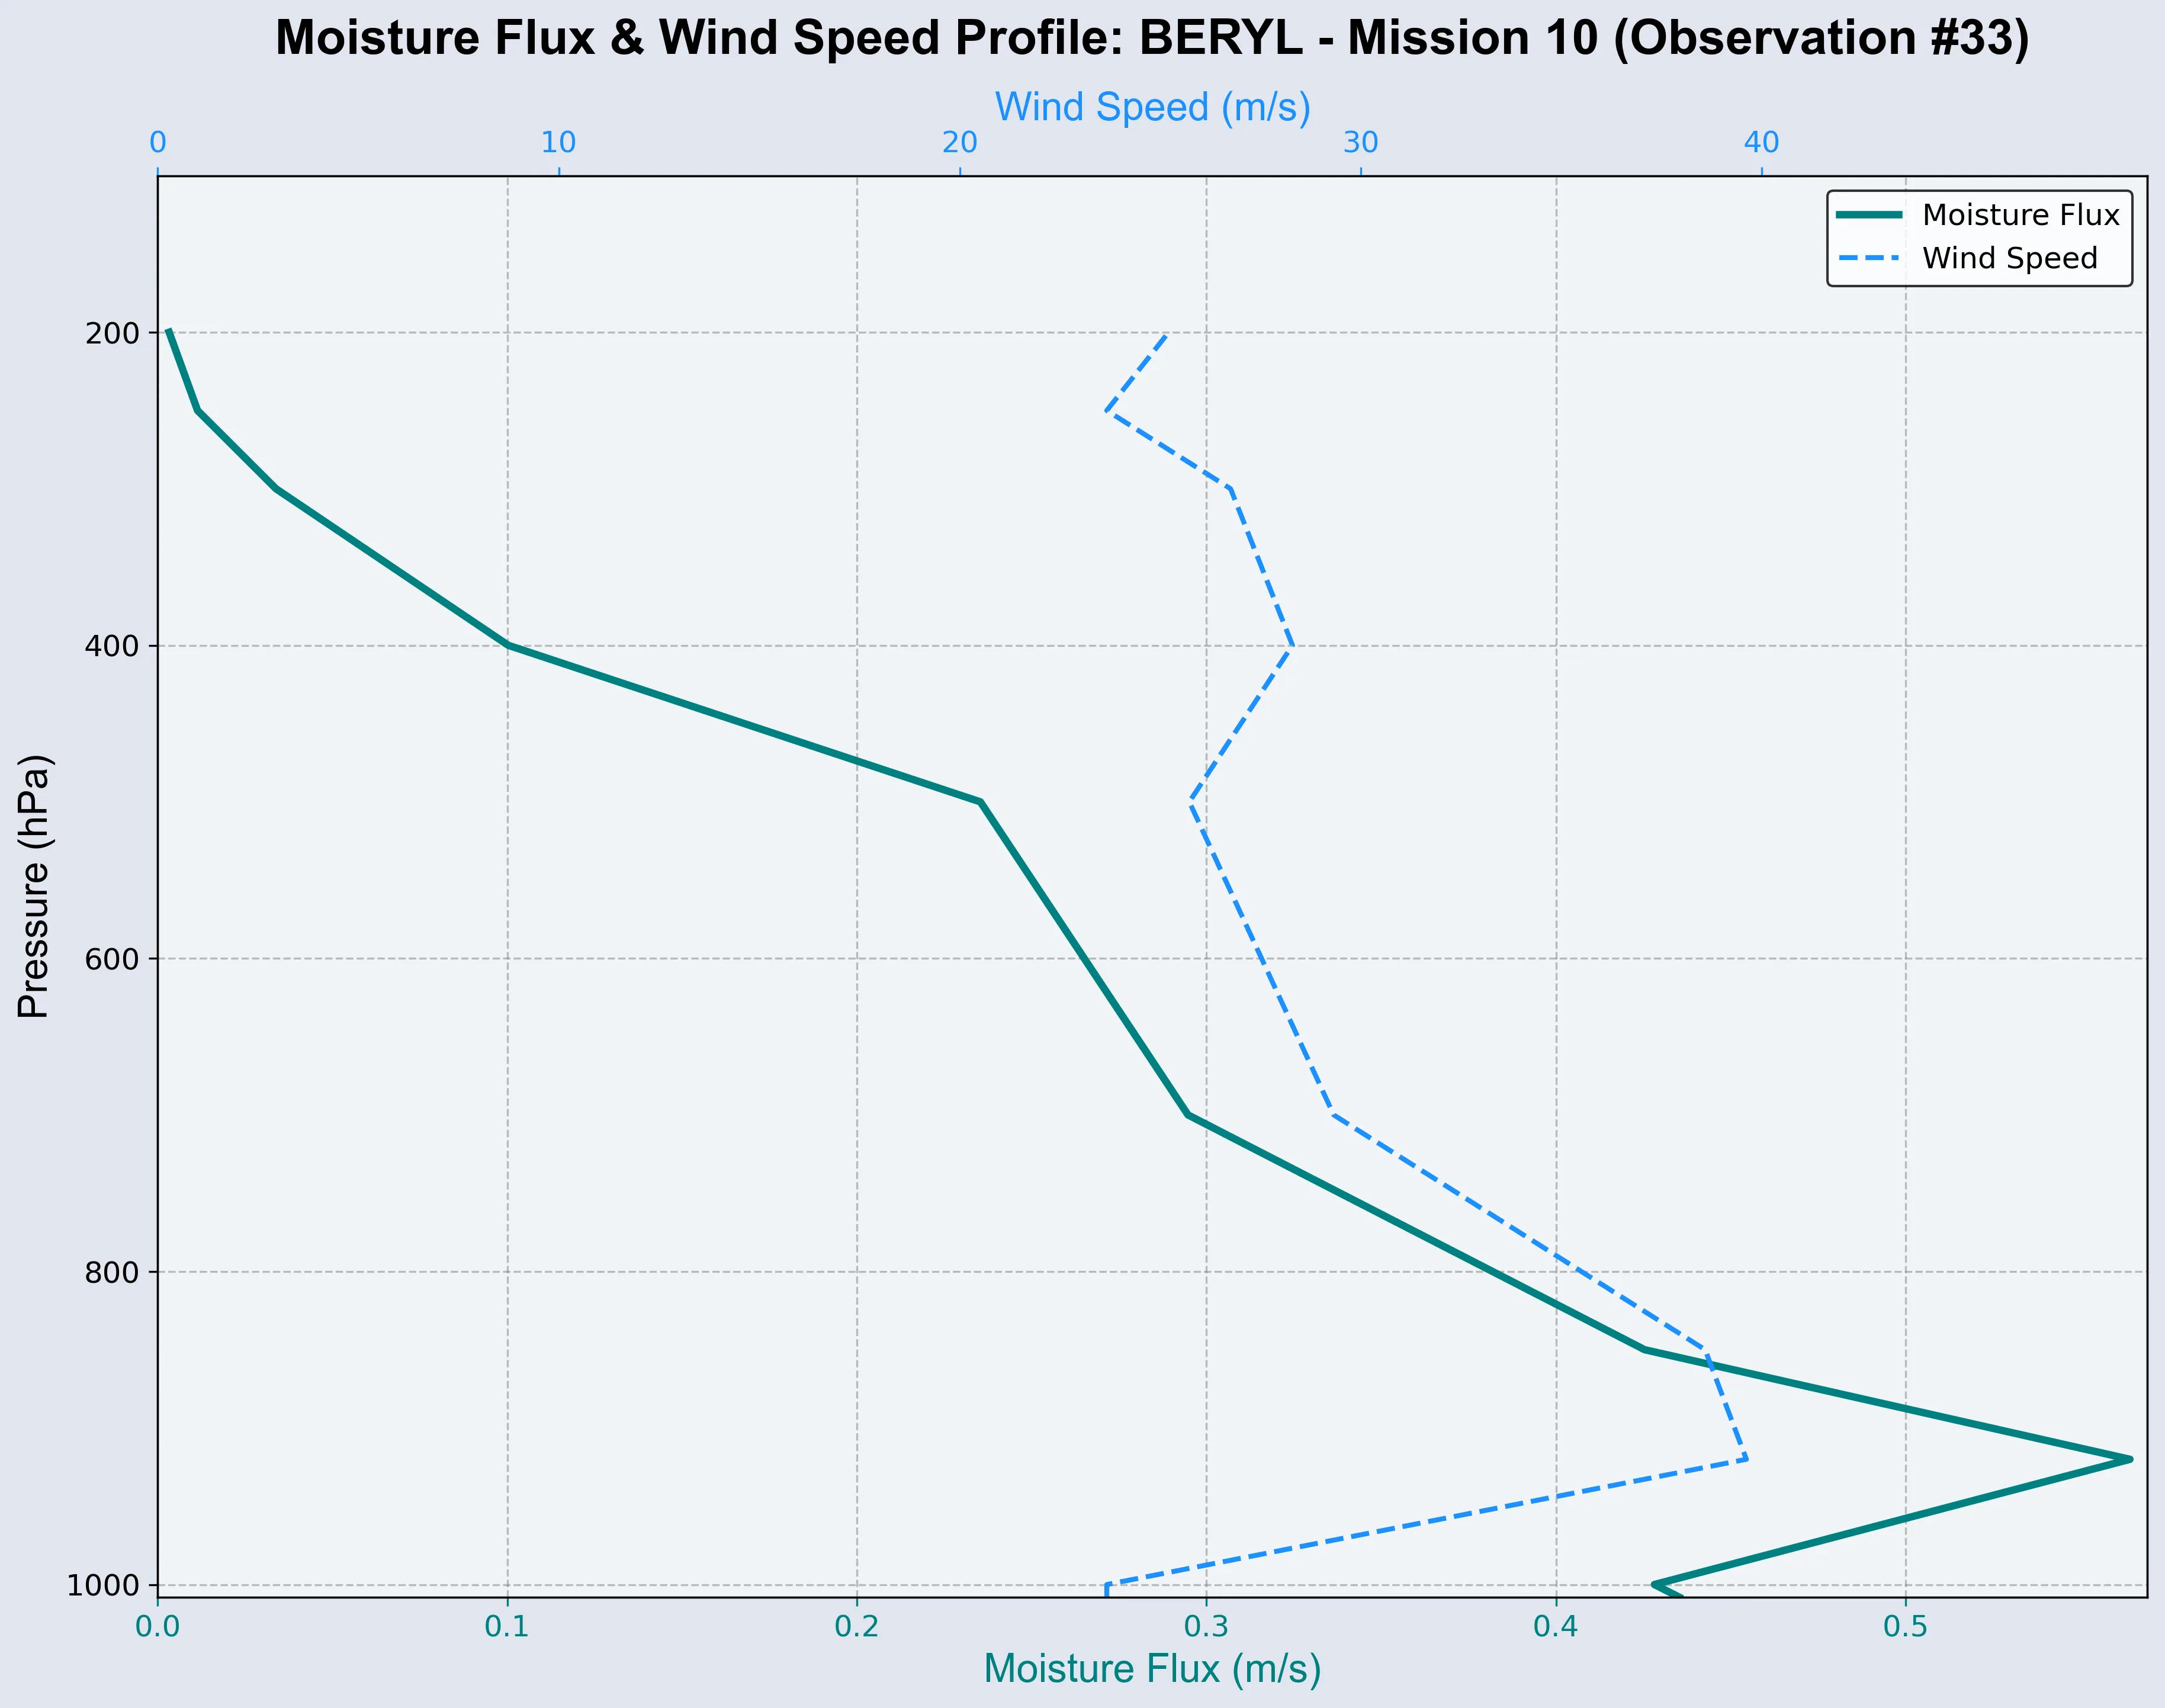 Moisture Flux & Wind Speed Profile: BERYL - Mission 10 (Observation #33)
Wind Speed (m/s)
0 10 20 30 40
Moisture Flux
Wind Speed
200
400
600
800
1000
Pressure (hPa)
0.0 0.1 0.2 0.3 0.4 0.5
Moisture Flux (m/s)